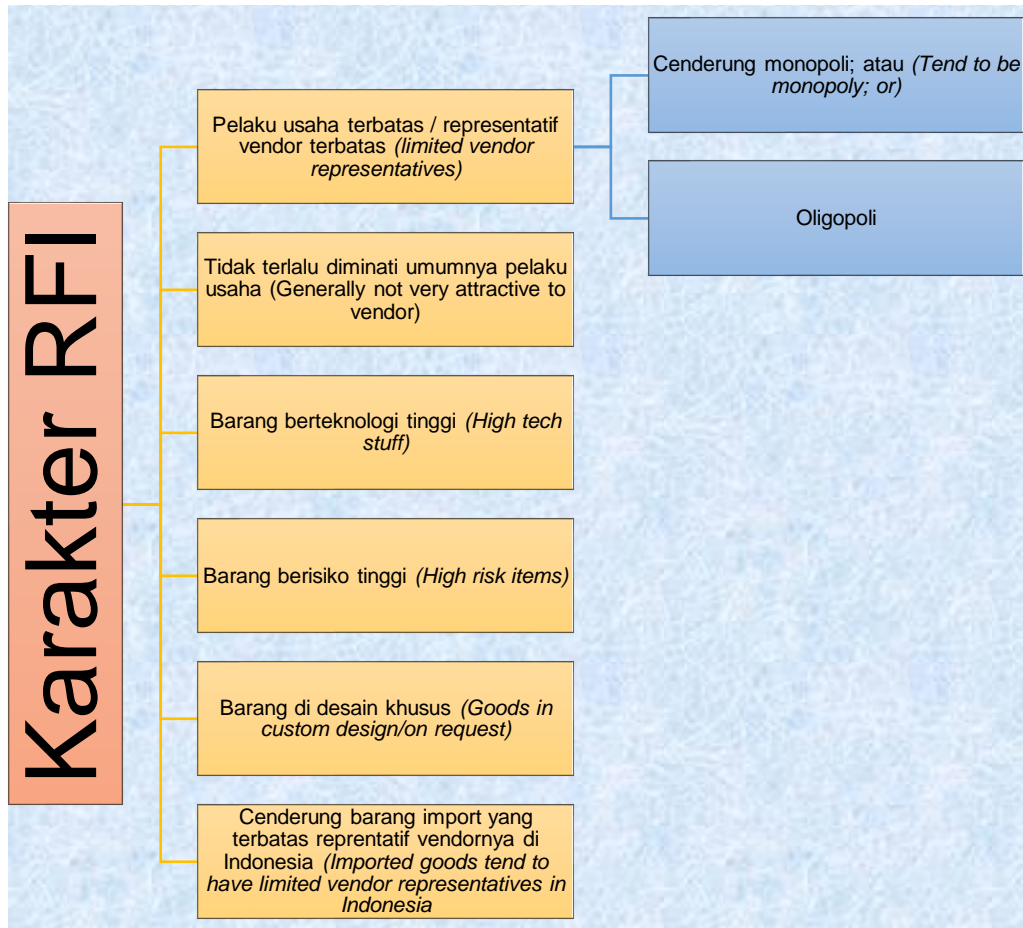 Karakter RFI
Pelaku usaha terbatas / representatif
vendor terbatas (limited vendor
representatives)
Cenderung monopoli; atau (Tend to be
monopoly; or)
Oligopoli
Tidak terlalu diminati umumnya pelaku
usaha (Generally not very attractive to
vendor)
Barang berteknologi tinggi (High tech
stuff)
Barang berisiko tinggi (High risk items)
Barang di desain khusus (Goods in
custom design/on request)
Cenderung barang import yang
terbatas reprentatif vendornya di
Indonesia (Imported goods tend to
have limited vendor representatives in
Indonesia